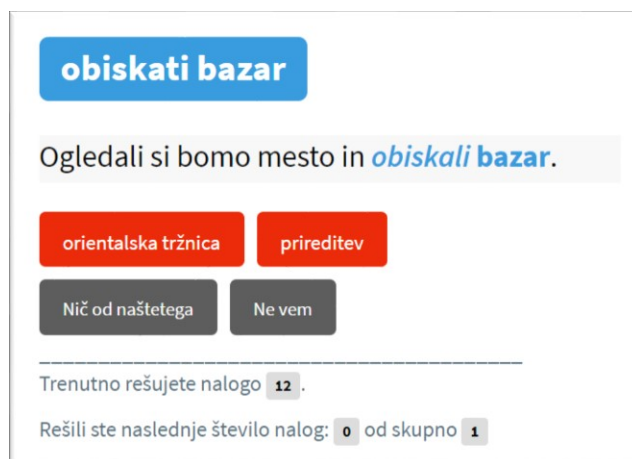 obiskati bazar
Ogledali si bomo mesto in obiskali bazar.
orientalska tržnica prireditev
Nič od naštetega Ne vem
Trenutno rešujete nalogo 12 .
Rešili ste naslednje število nalog: 0 od skupno 1